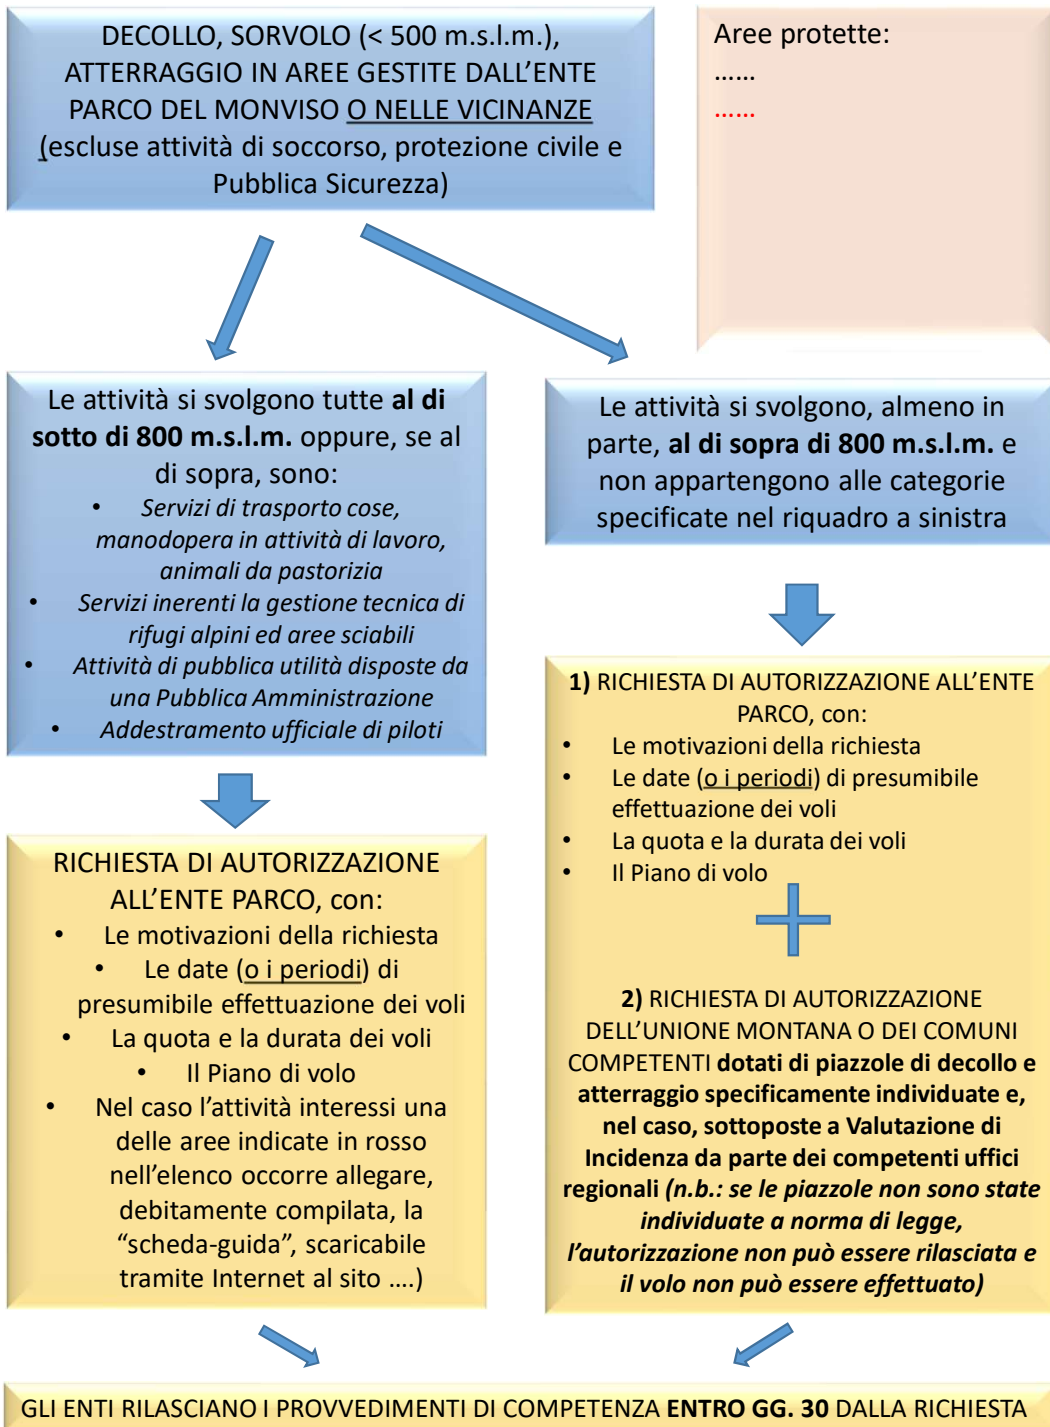 DECOLLO, SORVOLO (< 500 m.s.l.m.),
ATTERRAGGIO IN AREE GESTITE DALL'ENTE
PARCO DEL MONVISO O NELLE VICINANZE
(escluse attività di soccorso, protezione civile e
Pubblica Sicurezza)
Aree protette:
……
……
Le attività si svolgono tutte al di
sotto di 800 m.s.l.m. oppure, se al
di sopra, sono:
• Servizi di trasporto cose,
manodopera in attività di lavoro,
animali da pastorizia
• Servizi inerenti la gestione tecnica di
rifugi alpini ed aree sciabili
• Attività di pubblica utilità disposte da
una Pubblica Amministrazione
• Addestramento ufficiale di piloti
Le attività si svolgono, almeno in
parte, al di sopra di 800 m.s.l.m. e
non appartengono alle categorie
specificate nel riquadro a sinistra
RICHIESTA DI AUTORIZZAZIONE
ALL'ENTE PARCO, con:
• Le motivazioni della richiesta
• Le date (o i periodi) di
presumibile effettuazione dei voli
• La quota e la durata dei voli
• Il Piano di volo
• Nel caso l'attività interessi una
delle aree indicate in rosso
nell'elenco occorre allegare,
debitamente compilata, la
"scheda-guida", scaricabile
tramite Internet al sito ….)
1) RICHIESTA DI AUTORIZZAZIONE ALL'ENTE
PARCO, con:
• Le motivazioni della richiesta
• Le date (o i periodi) di presumibile
effettuazione dei voli
• La quota e la durata dei voli
• Il Piano di volo
2) RICHIESTA DI AUTORIZZAZIONE
DELL'UNIONE MONTANA O DEI COMUNI
COMPETENTI dotati di piazzole di decollo e
atterraggio specificamente individuate e,
nel caso, sottoposte a Valutazione di
Incidenza da parte dei competenti uffici
regionali (n.b.: se le piazzole non sono state
individuate a norma di legge,
l'autorizzazione non può essere rilasciata e
il volo non può essere effettuato)
GLI ENTI RILASCIANO I PROVVEDIMENTI DI COMPETENZA ENTRO GG. 30 DALLA RICHIESTA